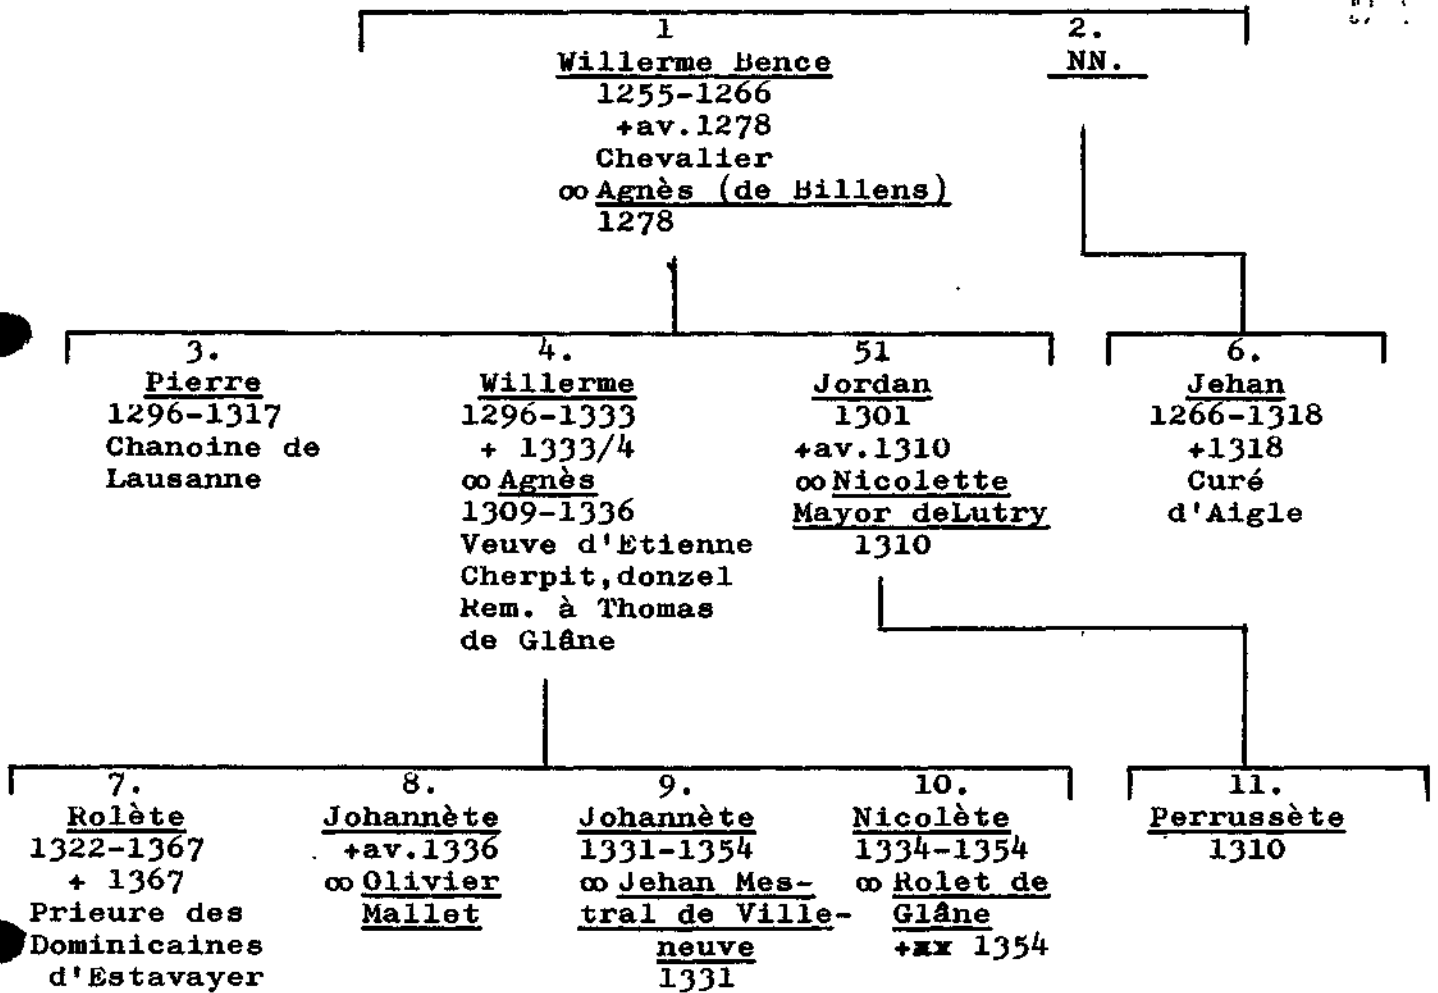 1
Willerme Bence
1255-1266
+av.1278
Chevalier
∞ Agnès (de Billens)
1278
2.
NN.
3.
Pierre
1296-1317
Chanoine de
Lausanne
4.
Willerme
1296-1333
+ 1333/4
∞ Agnès
1309-1336
Veuve d'Etienne
Cherpit,donzel
Rem. à Thomas
de Glâne
51
Jordan
1301
+av.1310
∞ Nicolette
Mayor deLutry
1310
6.
Jehan
1266-1318
+1318
Curé
d'Aigle
7.
Rolète
1322-1367
+ 1367
Prieure des
Dominicaines
d'Estavayer
8.
Johannète
+av.1336
∞ Olivier
Mallet
9.
Johannète
1331-1354
∞ Jehan Mes-
tral de Ville-
neuve
1331
10.
Nicolète
1334-1354
∞ Rolet de
Glâne
+xx 1354
11.
Perrussète
1310